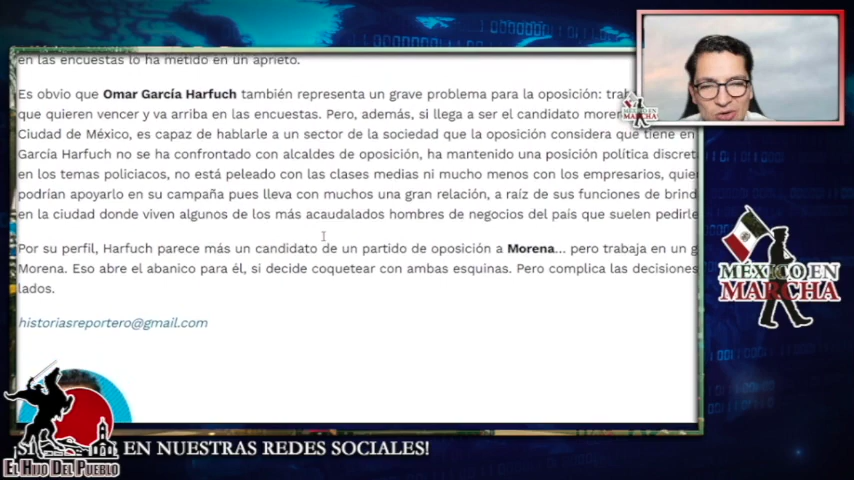 en las encuestas lo ha metido en un aprieto.
Es obvio que Omar García Harfuch también representa un grave problema para la oposición:
que quieren vencer y va arriba en las encuestas. Pero, además, si llega a ser el candidato
Ciudad de México, es capaz de hablarle a un sector de la sociedad que la oposición considera que tiene en
García Harfuch no se ha confrontado con alcaldes de oposición, ha mantenido una posición política
en los temas policiacos, no está peleado con las clases medias ni mucho menos con los empresarios,
podrían apoyarlo en su campaña pues lleva con muchos una gran relación, a raíz de sus funciones de
en la ciudad donde viven algunos de los más acaudalados hombres de negocios del país que suelen
Por su perfil, Harfuch parece más un candidato de un partido de oposición a Morena... pero trabaja en un
Morena. Eso abre el abanico para él, si decide coquetear con ambas esquinas. Pero complica las decisiones
lados.
historiasreportero@gmail.com
MÉXICO EN
MARCHA
MÉXICO EN
MARCHA
EN NUESTRAS REDES SOCIALES!
EL HIJO DEL PUEBLO